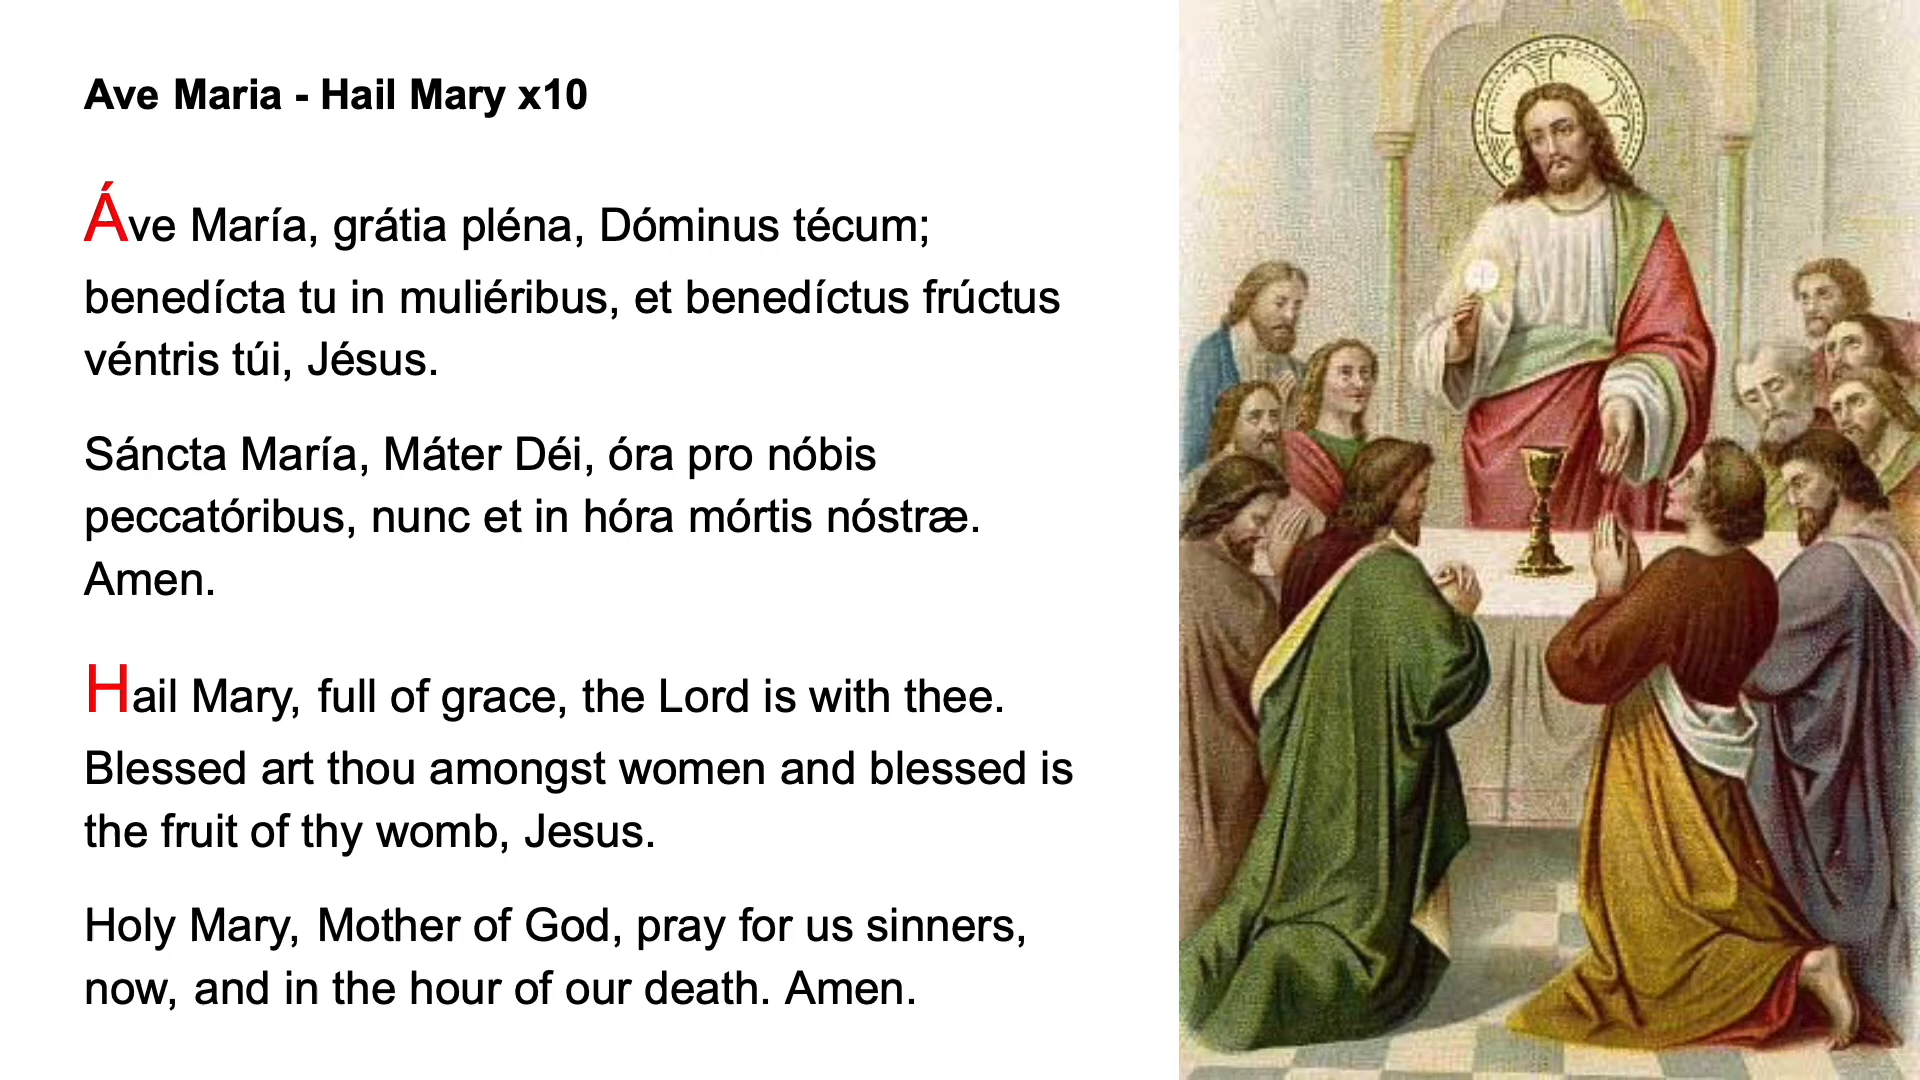 Ave Maria - Hail Mary x10
Áve María, grátia pléna, Dóminus técum;
benedícta tu in muliéribus, et benedíctus frúctus
véntris túi, Jésus.
Sáncta María, Máter Déi, óra pro nóbis
peccatóribus, nunc et in hóra mórtis nóstræ.
Amen.
Hail Mary, full of grace, the Lord is with thee.
Blessed art thou amongst women and blessed is
the fruit of thy womb, Jesus.
Holy Mary, Mother of God, pray for us sinners,
now, and in the hour of our death. Amen.